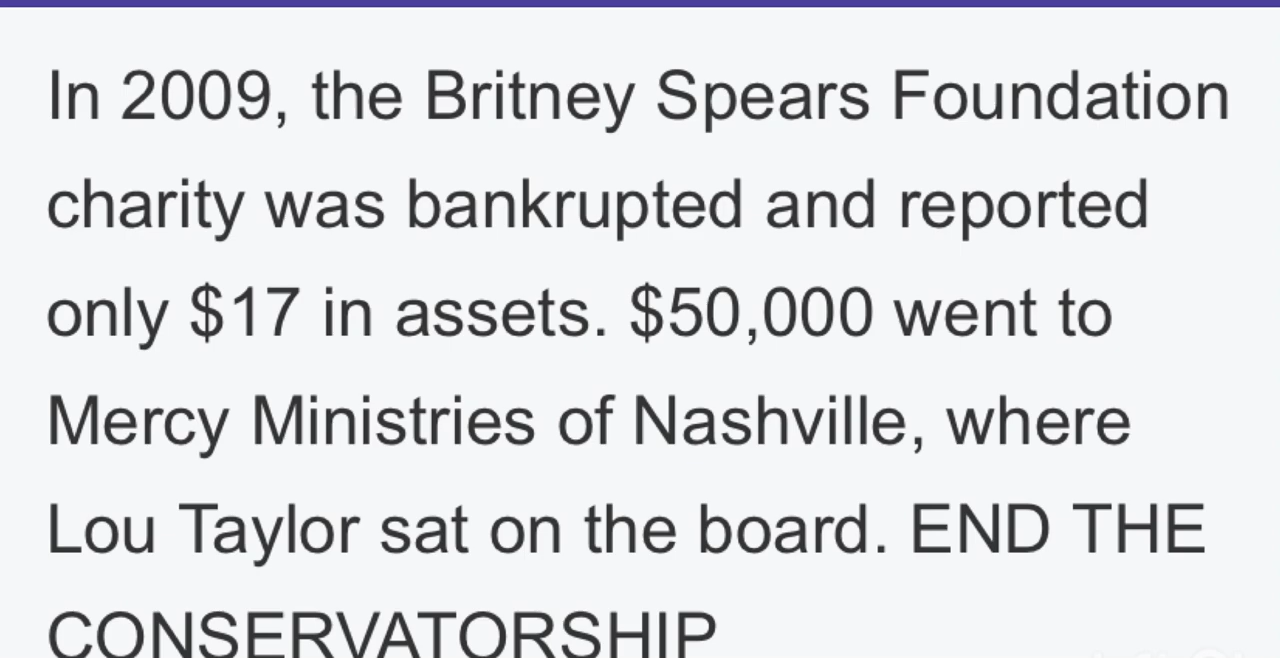 In 2009, the Britney Spears Foundation
charity was bankrupted and reported
only $17 in assets. $50,000 went to
Mercy Ministries of Nashville, where
Lou Taylor sat on the board. END THE
CONSERVATORSHIP